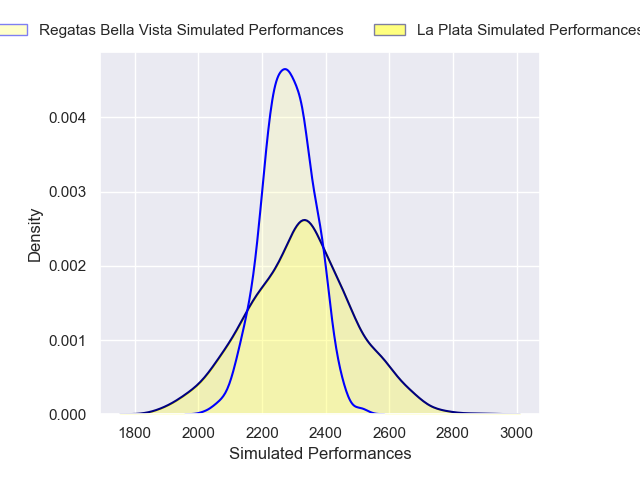 Regatas Bella Vista Simulated Performances
La Plata Simulated Performances
0.004
0.003
0.002
0.001
0.000
Density
1800 2000 2200 2400 2600 2800 3000
Simulated Performances